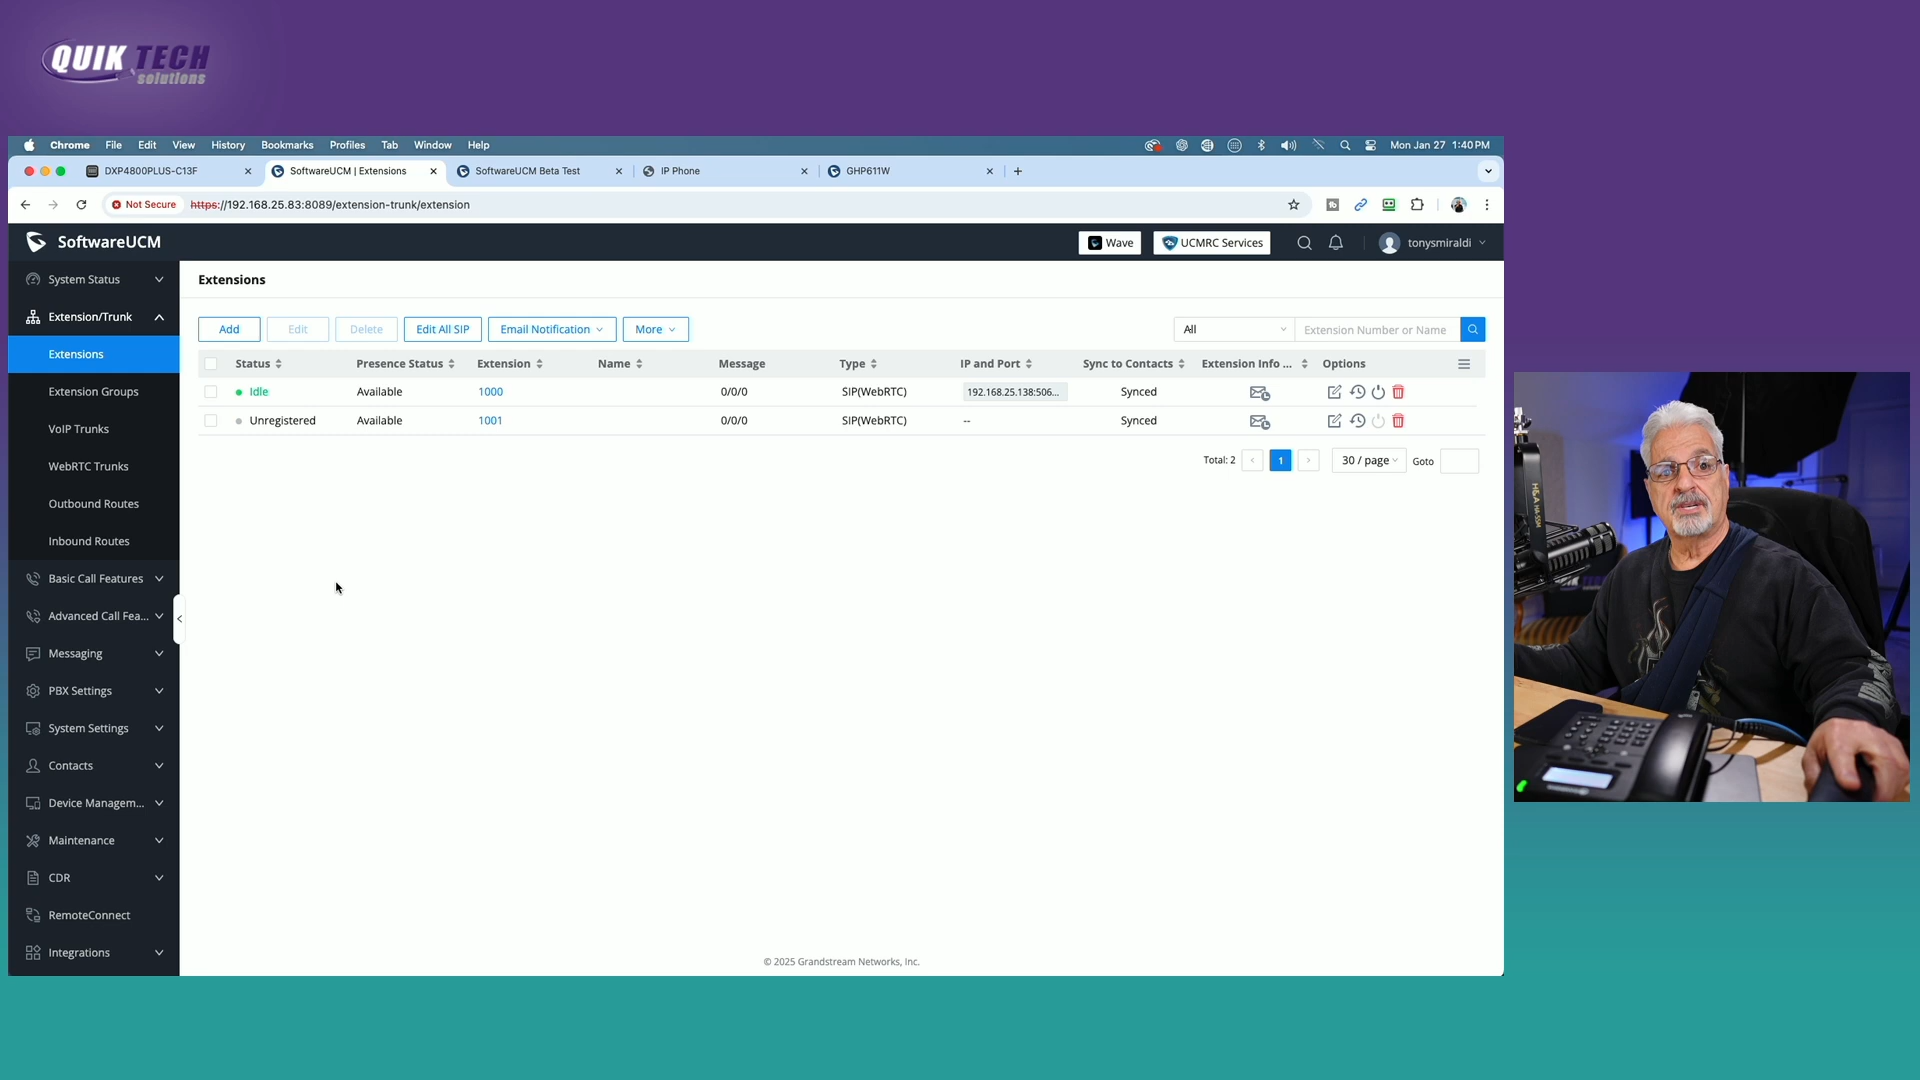 QUIK TECH
solutions
Chrome File Edit View History Bookmarks Profiles Tab Window Help Mon Jan 27 1:40 PM
DXP4800PLUS-C13F SoftwareUCM | Extensions SoftwareUCM Beta Test IP Phone GHP611W
Not Secure https://192.168.25.83:8089/extension-trunk/extension
SoftwareUCM Wave UCMRC Services tonysmiraldi
System Status
Extension/Trunk
Extensions
Extension Groups
VoIP Trunks
WebRTC Trunks
Outbound Routes
Inbound Routes
Basic Call Features
Advanced Call Fea...
Messaging
PBX Settings
System Settings
Contacts
Device Managem...
Maintenance
CDR
RemoteConnect
Integrations
Extensions
Add Edit Delete Edit All SIP Email Notification More All Extension Number or Name
Status Presence Status Extension Name Message Type IP and Port Sync to Contacts Extension Info ... Options
Idle Available 1000 0/0/0 SIP(WebRTC) 192.168.25.138:506... Synced
Unregistered Available 1001 0/0/0 SIP(WebRTC) -- Synced
Total: 2 < 1 > 30 / page Goto
© 2025 Grandstream Networks, Inc.
H&A HA-55M